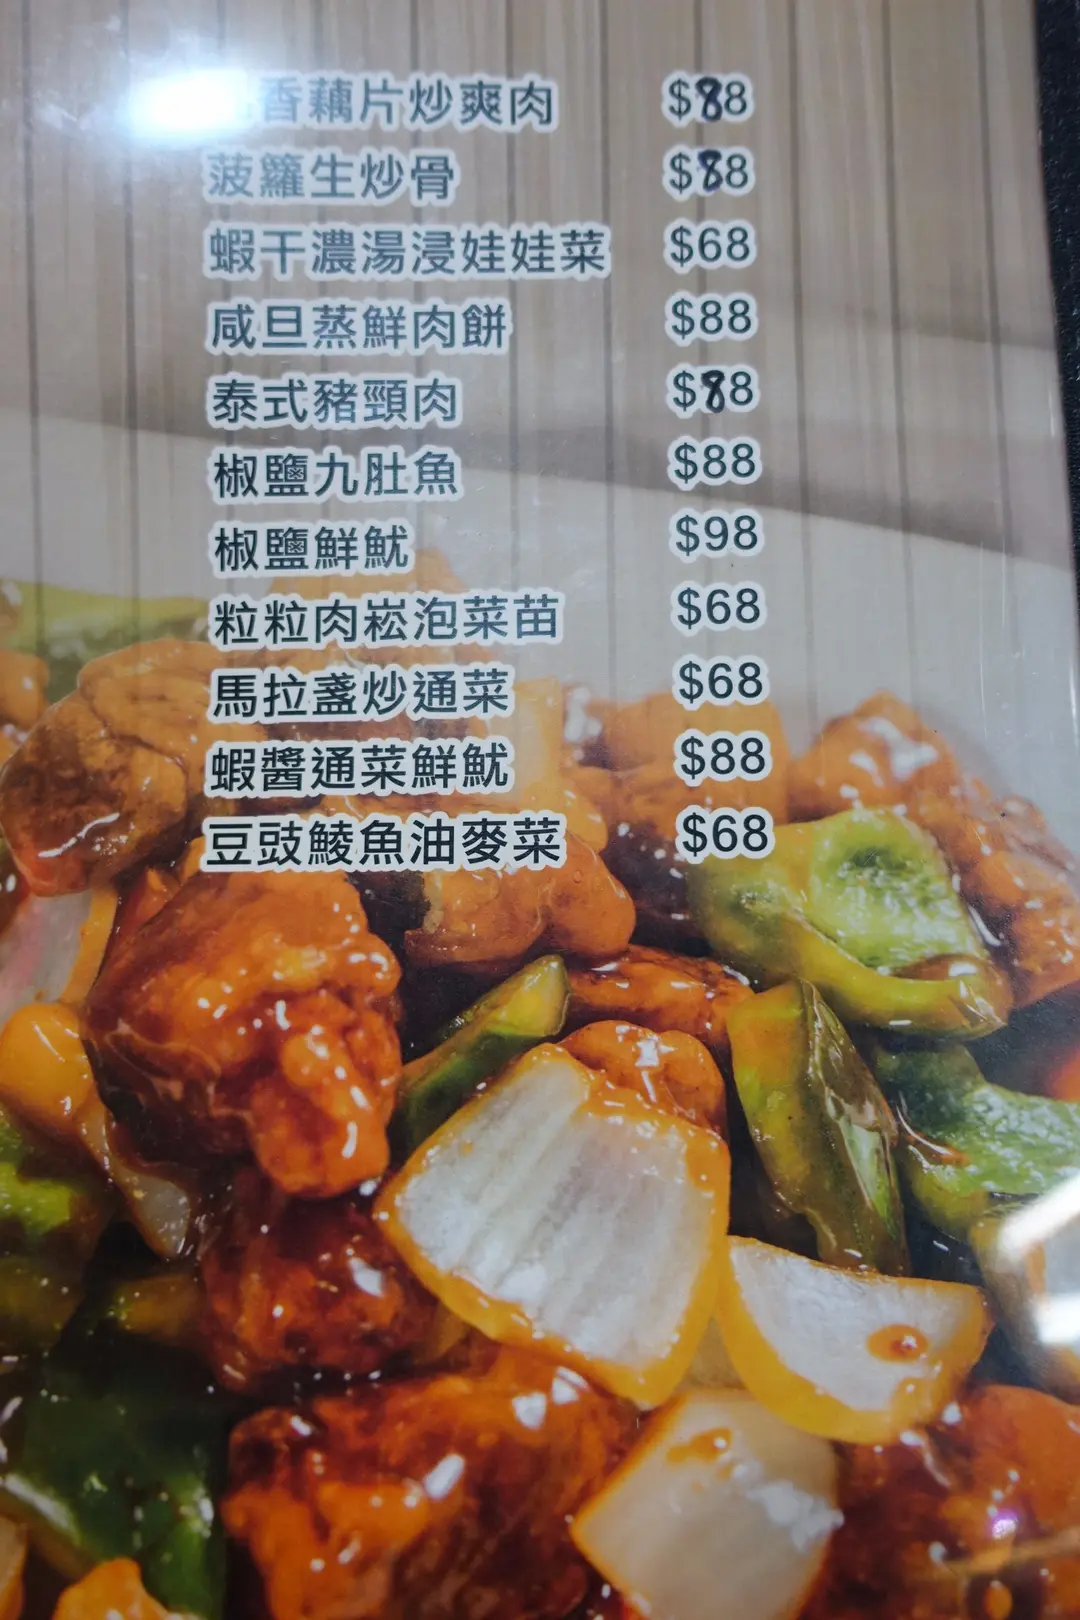 香藕片炒爽肉 $88
菠籮生炒骨 $88
蝦干濃湯浸娃娃菜 $68
咸旦蒸鮮肉餅 $88
泰式豬頸肉 $88
椒鹽九肚魚 $88
椒鹽鮮魷 $98
粒粒肉崧泡菜苗 $68
馬拉盞炒通菜 $68
蝦醬通菜鮮魷 $88
豆豉鯪魚油麥菜 $68